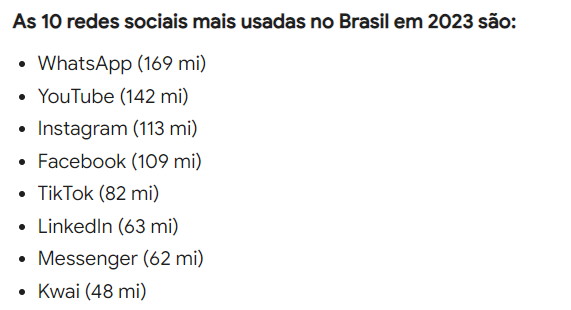 As 10 redes sociais mais usadas no Brasil em 2023 são:
• WhatsApp (169 mi)
• YouTube (142 mi)
• Instagram (113 mi)
• Facebook (109 mi)
• TikTok (82 mi)
• LinkedIn (63 mi)
• Messenger (62 mi)
• Kwai (48 mi)